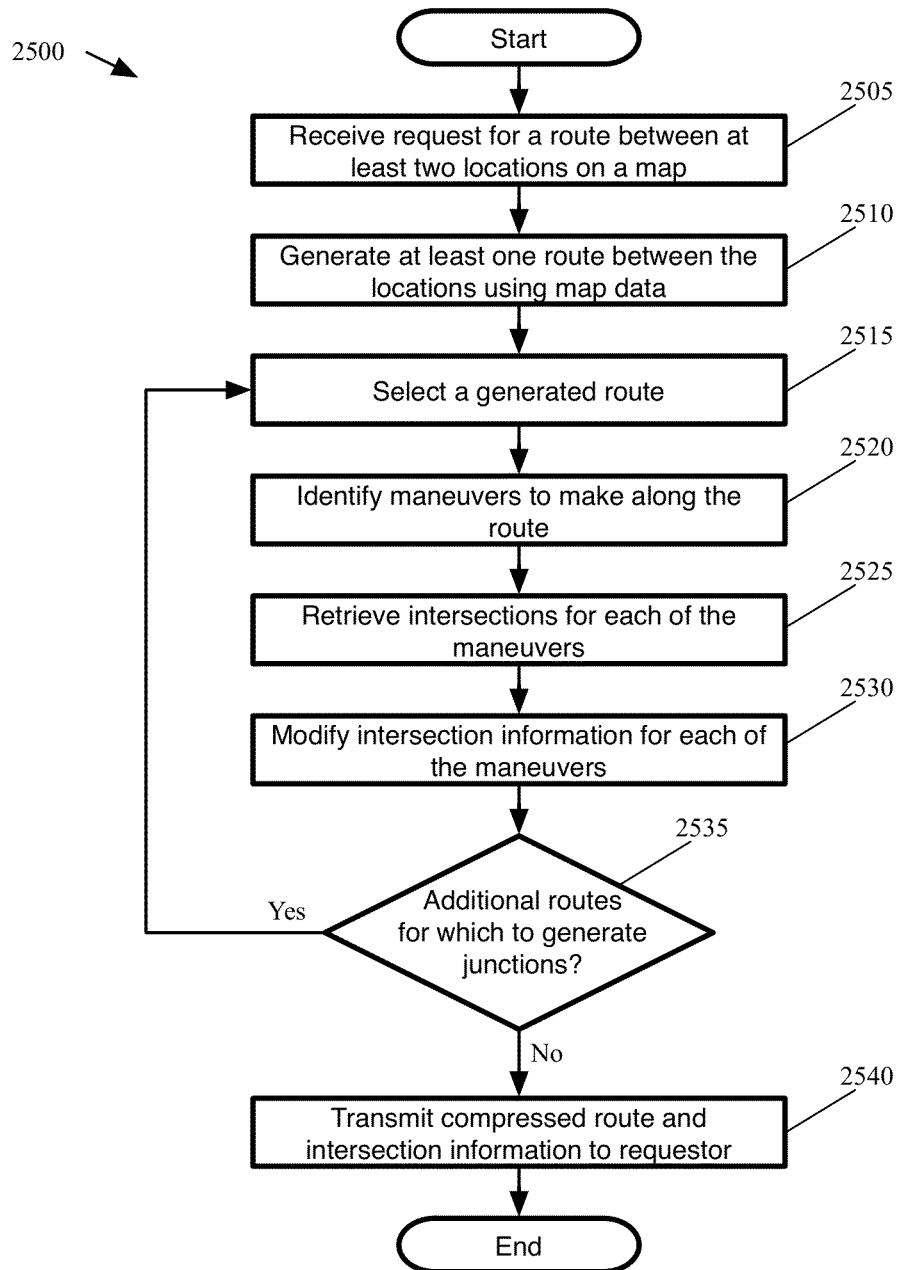 2500
Start
2505
Receive request for a route between at
least two locations on a map
2510
Generate at least one route between the
locations using map data
2515
Select a generated route
2520
Identify maneuvers to make along the
route
2525
Retrieve intersections for each of the
maneuvers
2530
Modify intersection information for each of
the maneuvers
2535
Additional routes
for which to generate
junctions?
Yes
No
2540
Transmit compressed route and
intersection information to requestor
End